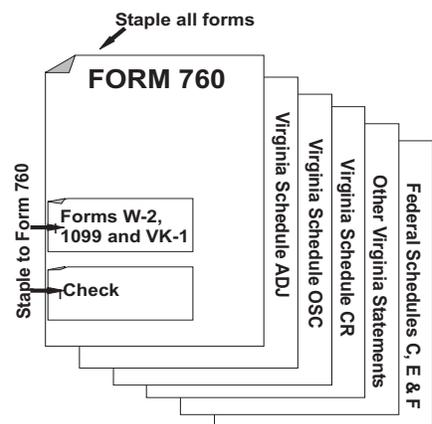 Staple all forms
FORM 760
Staple to Form 760
Forms W-2,
1099 and VK-1
Check
Virginia Schedule ADJ
Virginia Schedule OSC
Virginia Schedule CR
Other Virginia Statements
Federal Schedules C, E & F